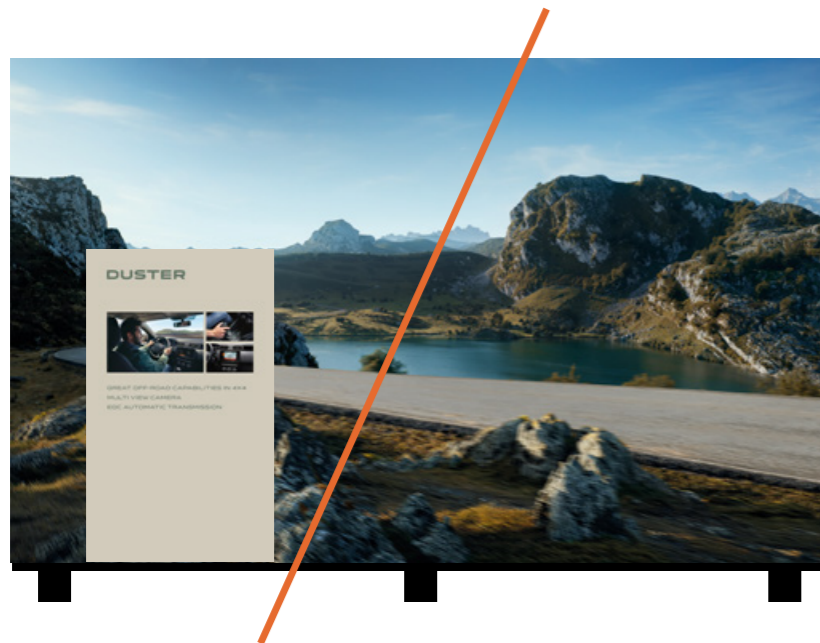 DUSTER
GREAT OFF-ROAD CAPABILITIES IN 4X4
MULTI VIEW CAMERA
EDC AUTOMATIC TRANSMISSION